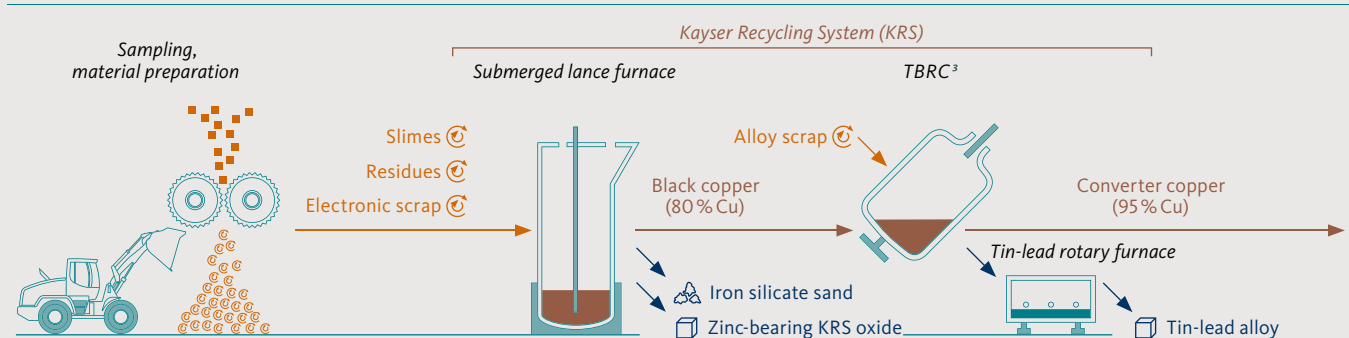 Kayser Recycling System (KRS)
Sampling,
material preparation
Submerged lance furnace
TBRC³
Slimes
Residues
Electronic scrap
Alloy scrap
Black copper
(80 % Cu)
Converter copper
(95 % Cu)
Tin-lead rotary furnace
Iron silicate sand
Zinc-bearing KRS oxide
Tin-lead alloy